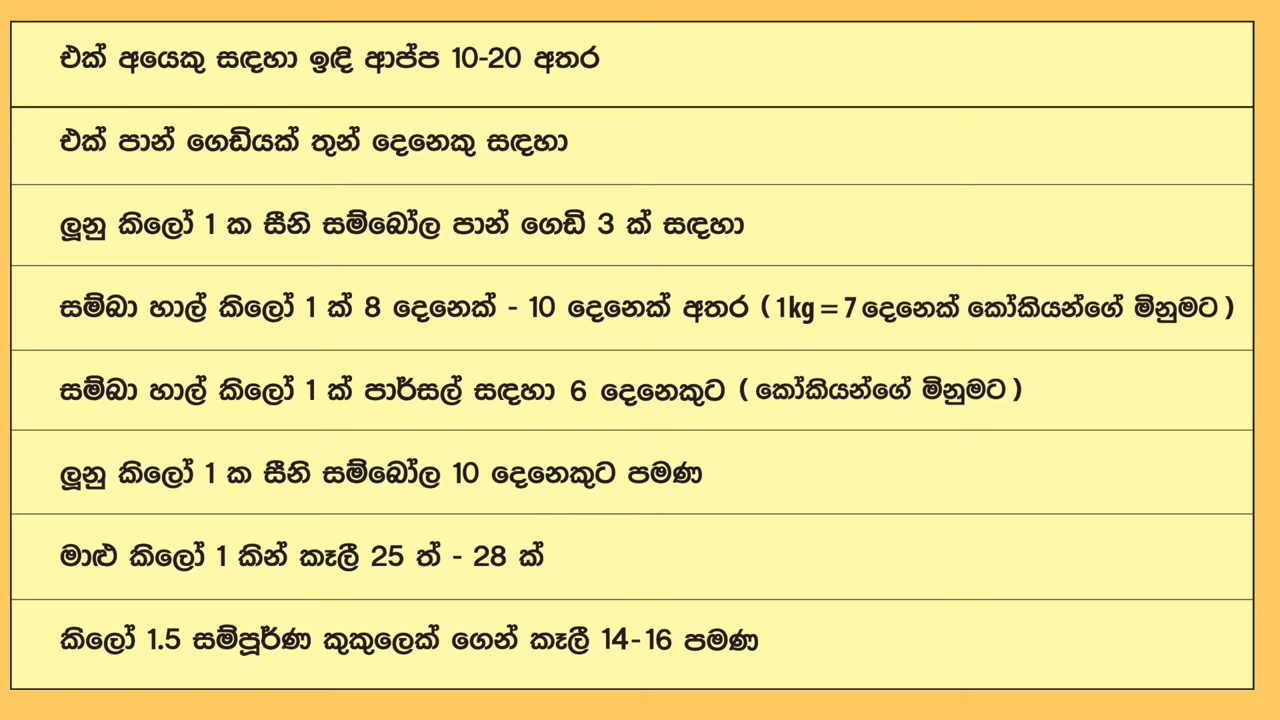 එක් අයෙකු සඳහා ඉඳි ආප්ප 10-20 අතර
එක් පාන් ගෙඩියක් තුන් දෙනෙකු සඳහා
ලූනු කිලෝ 1 ක සීනි සම්බෝල පාන් ගෙඩි 3 ක් සඳහා
සම්බා හාල් කිලෝ 1 ක් 8 දෙනෙක් - 10 දෙනෙක් අතර ( 1kg = 7 දෙනෙක් කෝකියන්ගේ මිනුමට )
සම්බා හාල් කිලෝ 1 ක් පාර්සල් සඳහා 6 දෙනෙකුට ( කෝකියන්ගේ මිනුමට )
ලූනු කිලෝ 1 ක සීනි සම්බෝල 10 දෙනෙකුට පමණ
මාළු කිලෝ 1 කින් කෑලී 25 ත් - 28 ක්
කිලෝ 1.5 සම්පූර්ණ කුකුලෙක් ගෙන් කෑලී 14-16 පමණ